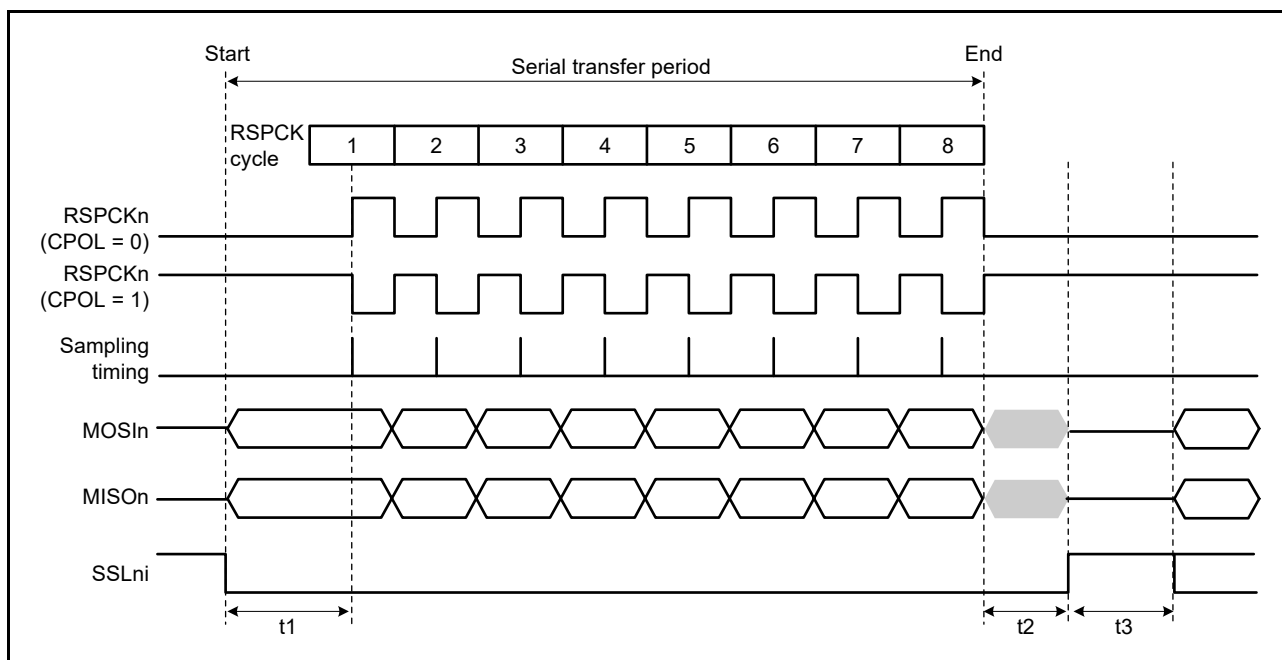 Start
End
Serial transfer period
RSPCK
cycle
1 2 3 4 5 6 7 8
RSPCKn
(CPOL = 0)
RSPCKn
(CPOL = 1)
Sampling
timing
MOSIn
MISOn
SSLni
t1
t2
t3